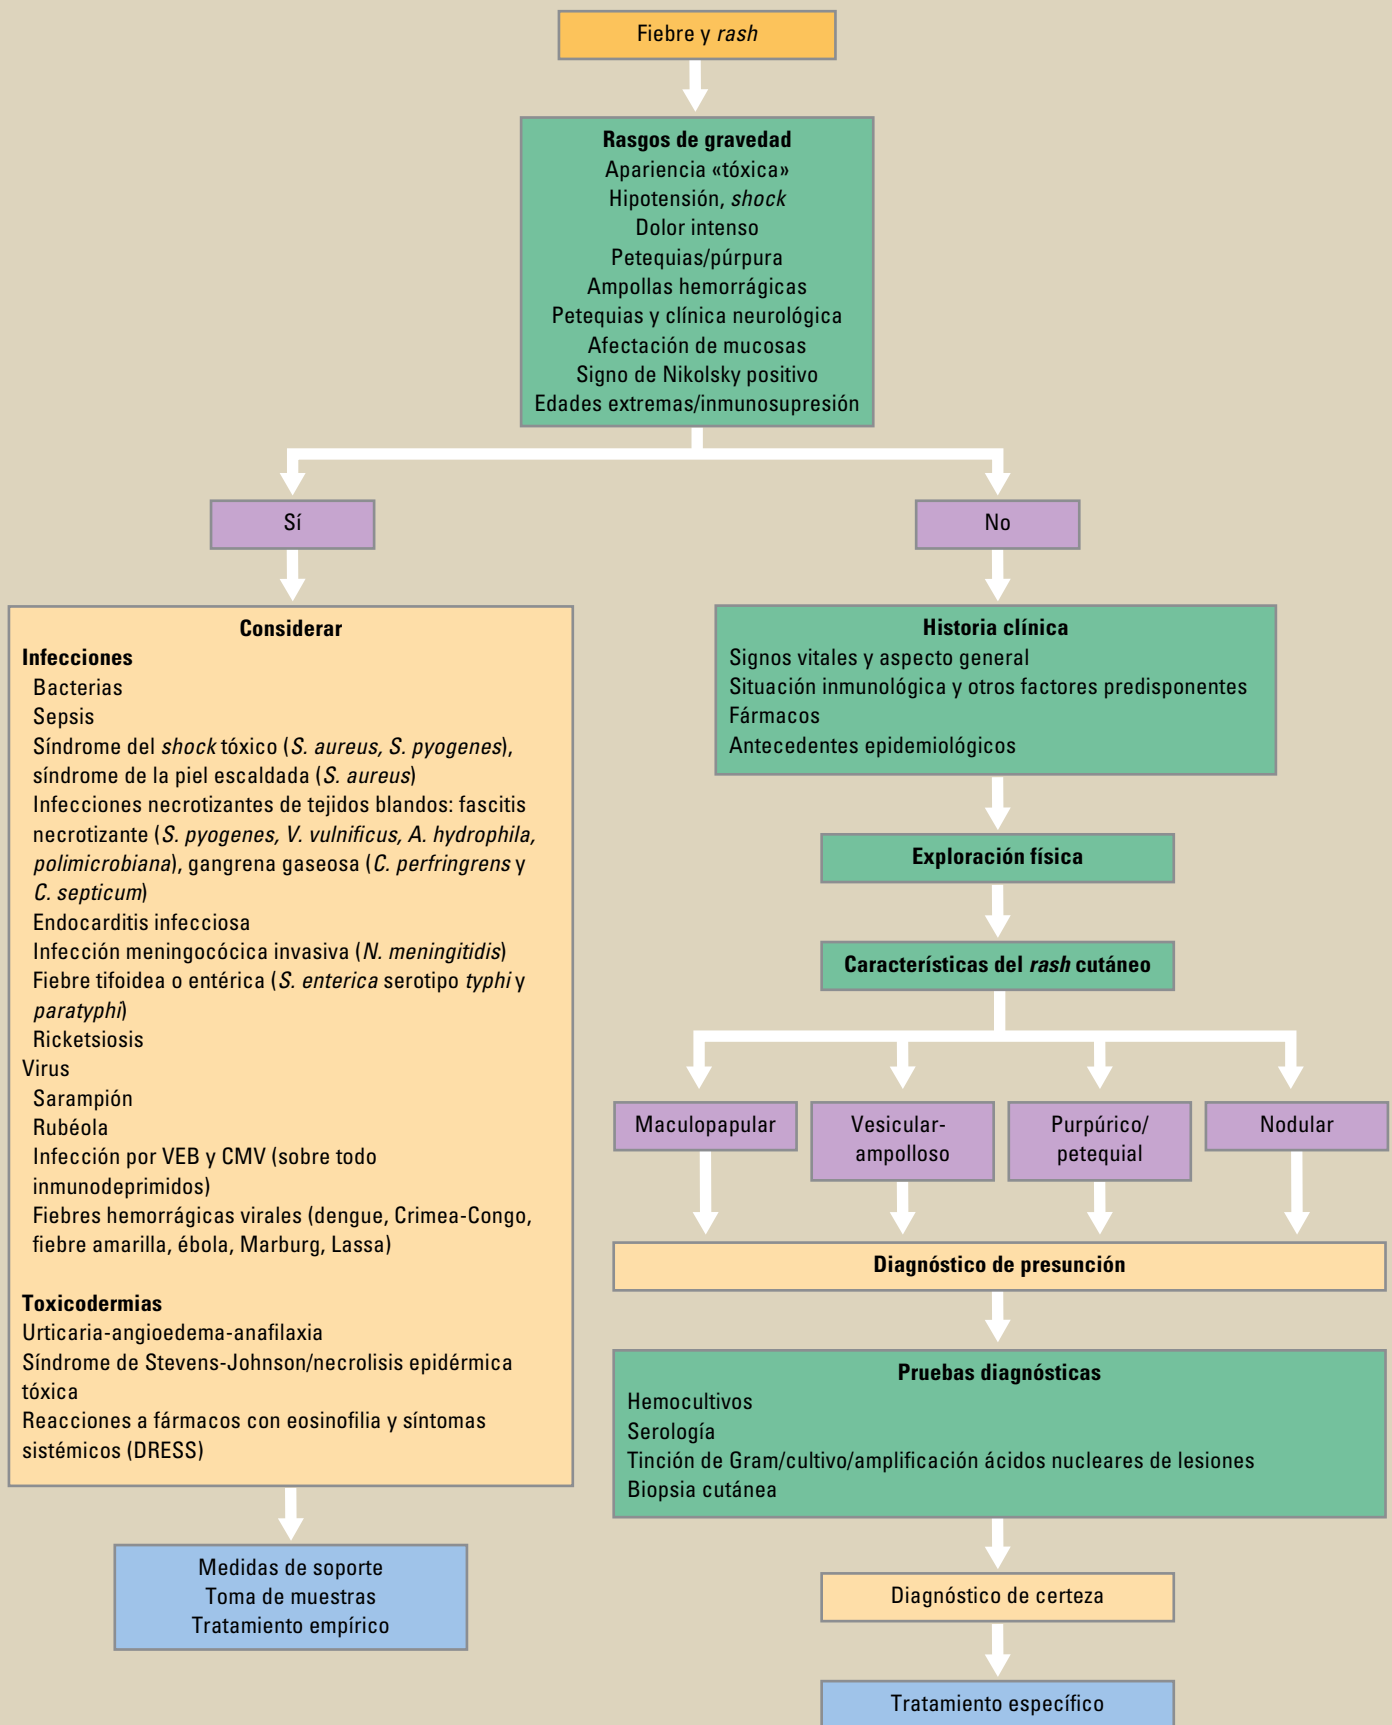 Fiebre y rash
Rasgos de gravedad
Apariencia «tóxica»
Hipotensión, shock
Dolor intenso
Petequias/púrpura
Ampollas hemorrágicas
Petequias y clínica neurológica
Afectación de mucosas
Signo de Nikolsky positivo
Edades extremas/inmunosupresión
Sí
Considerar
Infecciones
Bacterias
Sepsis
Síndrome del shock tóxico (S. aureus, S. pyogenes),
síndrome de la piel escaldada (S. aureus)
Infecciones necrotizantes de tejidos blandos: fascitis
necrotizante (S. pyogenes, V. vulnificus, A. hydrophila,
polimicrobiana), gangrena gaseosa (C. perfringrens y
C. septicum)
Endocarditis infecciosa
Infección meningocócica invasiva (N. meningitidis)
Fiebre tifoidea o entérica (S. enterica serotipo typhi y
paratyphi)
Ricketsiosis
Virus
Sarampión
Rubéola
Infección por VEB y CMV (sobre todo
inmunodeprimidos)
Fiebres hemorrágicas virales (dengue, Crimea-Congo,
fiebre amarilla, ébola, Marburg, Lassa)
Toxicodermias
Urticaria-angioedema-anafilaxia
Síndrome de Stevens-Johnson/necrolisis epidérmica
tóxica
Reacciones a fármacos con eosinofilia y síntomas
sistémicos (DRESS)
Medidas de soporte
Toma de muestras
Tratamiento empírico
No
Historia clínica
Signos vitales y aspecto general
Situación inmunológica y otros factores predisponentes
Fármacos
Antecedentes epidemiológicos
Exploración física
Características del rash cutáneo
Maculopapular
Vesicular-
ampolloso
Purpúrico/
petequial
Nodular
Diagnóstico de presunción
Pruebas diagnósticas
Hemocultivos
Serología
Tinción de Gram/cultivo/amplificación ácidos nucleares de lesiones
Biopsia cutánea
Diagnóstico de certeza
Tratamiento específico